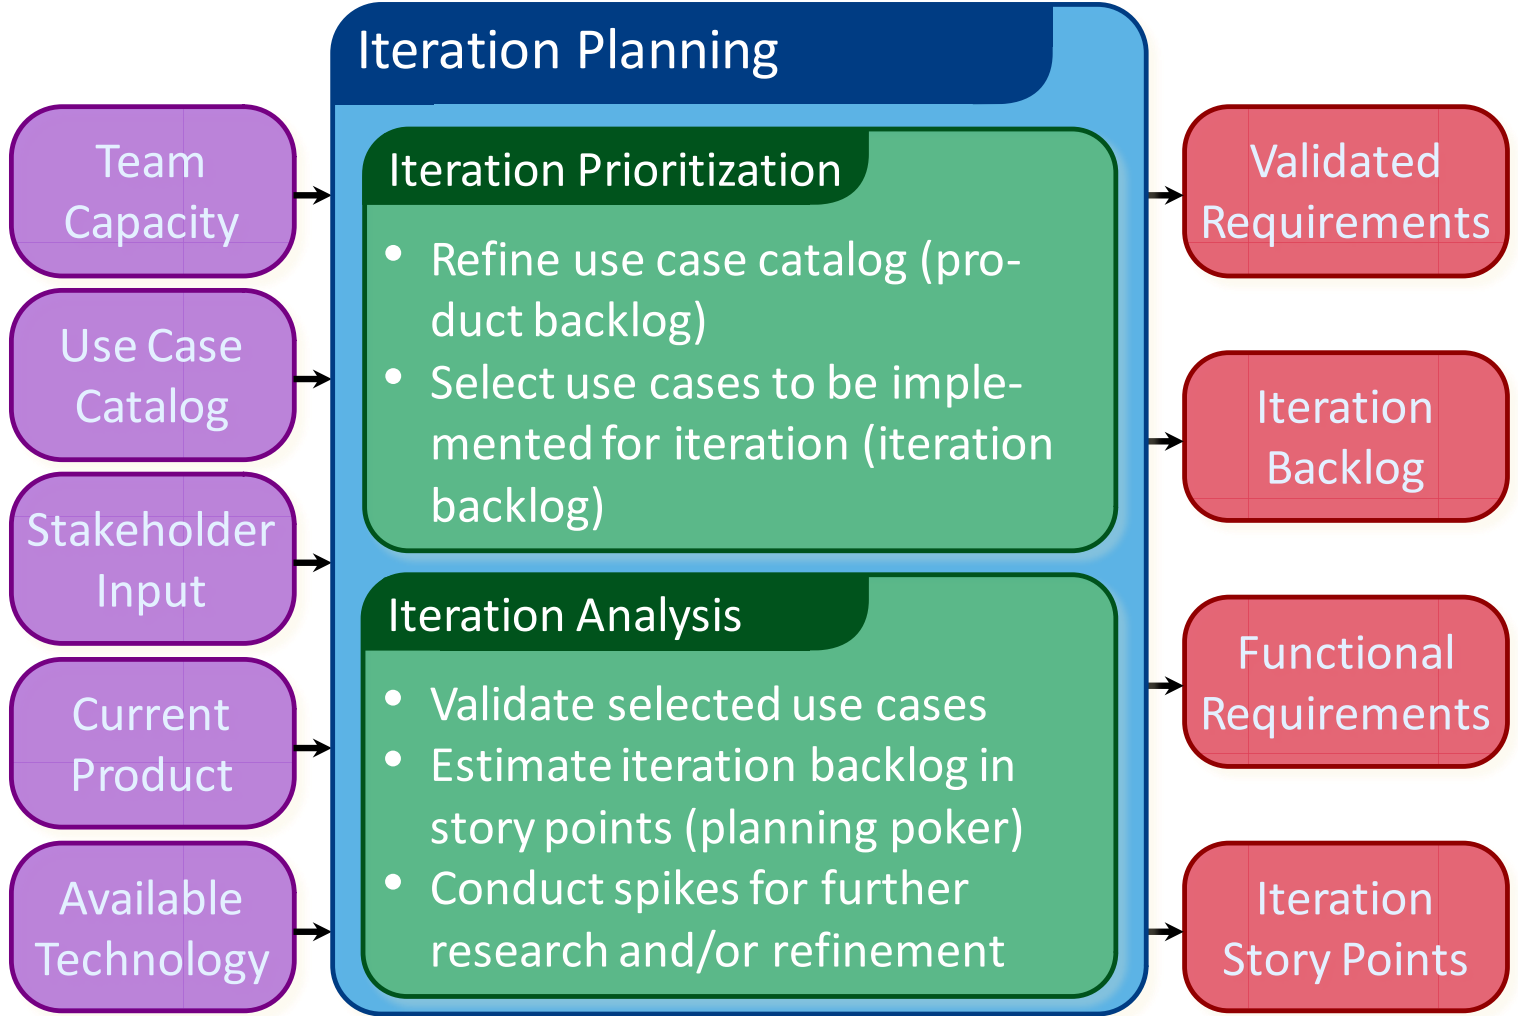 Iteration Planning
Team
Capacity
Use Case
Catalog
Stakeholder
Input
Current
Product
Available
Technology
Iteration Prioritization
• Refine use case catalog (pro-
duct backlog)
• Select use cases to be imple-
mented for iteration (iteration
backlog)
Iteration Analysis
• Validate selected use cases
• Estimate iteration backlog in
story points (planning poker)
• Conduct spikes for further
research and/or refinement
Validated
Requirements
Iteration
Backlog
Functional
Requirements
Iteration
Story Points